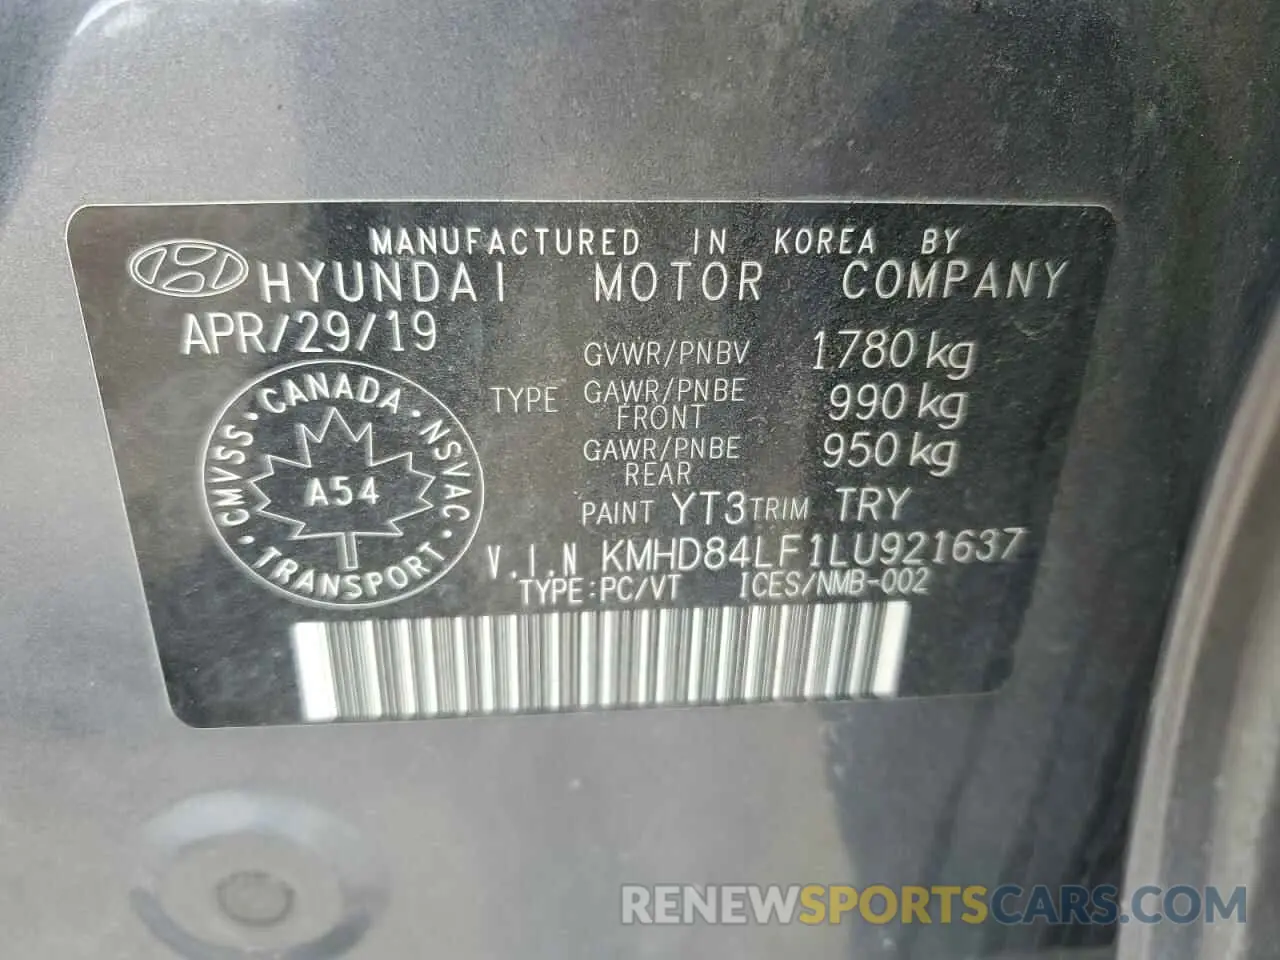 MANUFACTURED IN KOREA BY
HYUNDAI MOTOR COMPANY
APR/29/19
GVWR/PNBV 1780 kg
TYPE GAWR/PNBE FRONT 990 kg
GAWR/PNBE REAR 950 kg
PAINT YT3 TRIM TRY
V.I.N KMHD84LF1LU921637
TYPE:PC/VT ICES/NMB-002
CANADA · NSVAC · TRANSPORT · CMVSS ·
A54
RENEWSPORTSCARS.COM